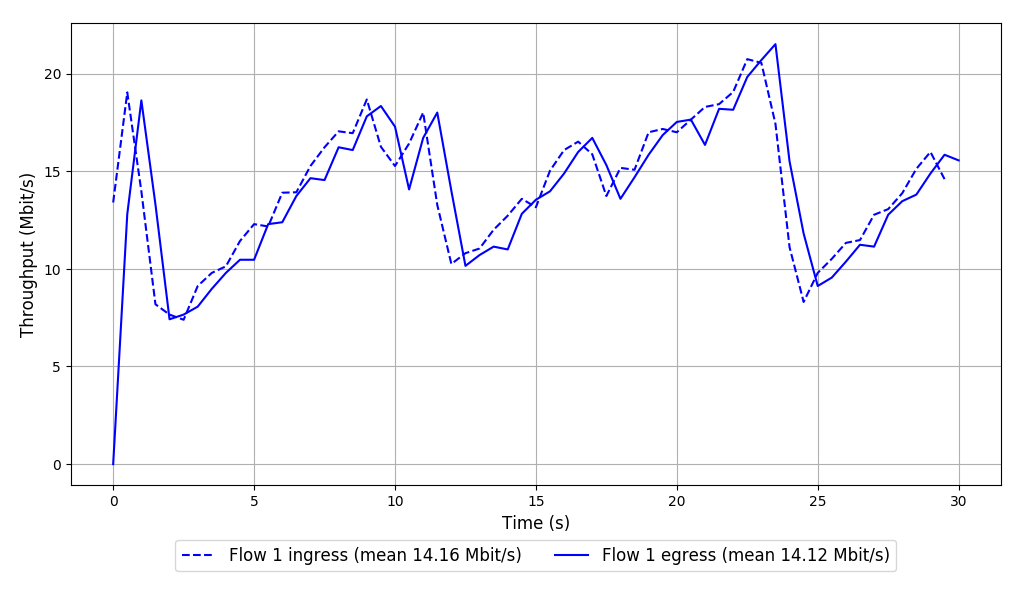 Throughput (Mbit/s)
20
15
10
5
0
0 5 10 15 20 25 30
Time (s)
Flow 1 ingress (mean 14.16 Mbit/s) Flow 1 egress (mean 14.12 Mbit/s)